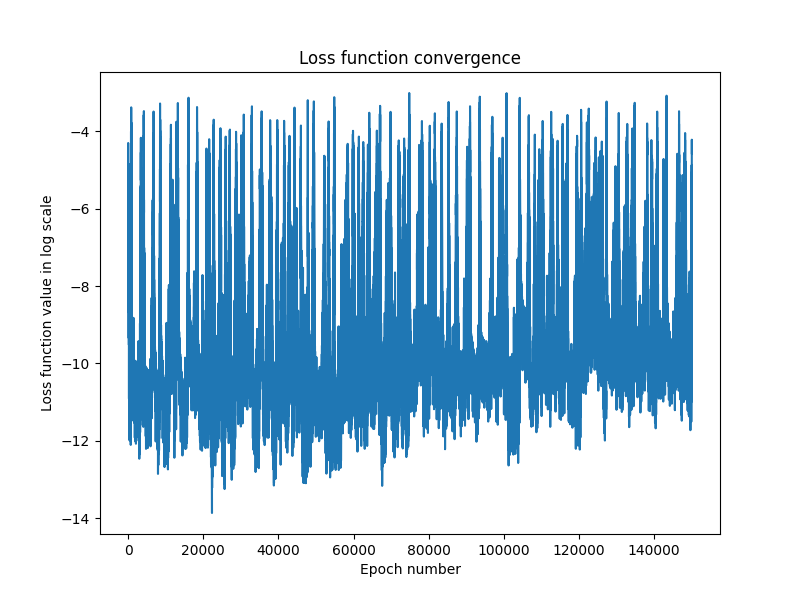 Loss function convergence
Loss function value in log scale
−4
−6
−8
−10
−12
−14
0 20000 40000 60000 80000 100000 120000 140000
Epoch number